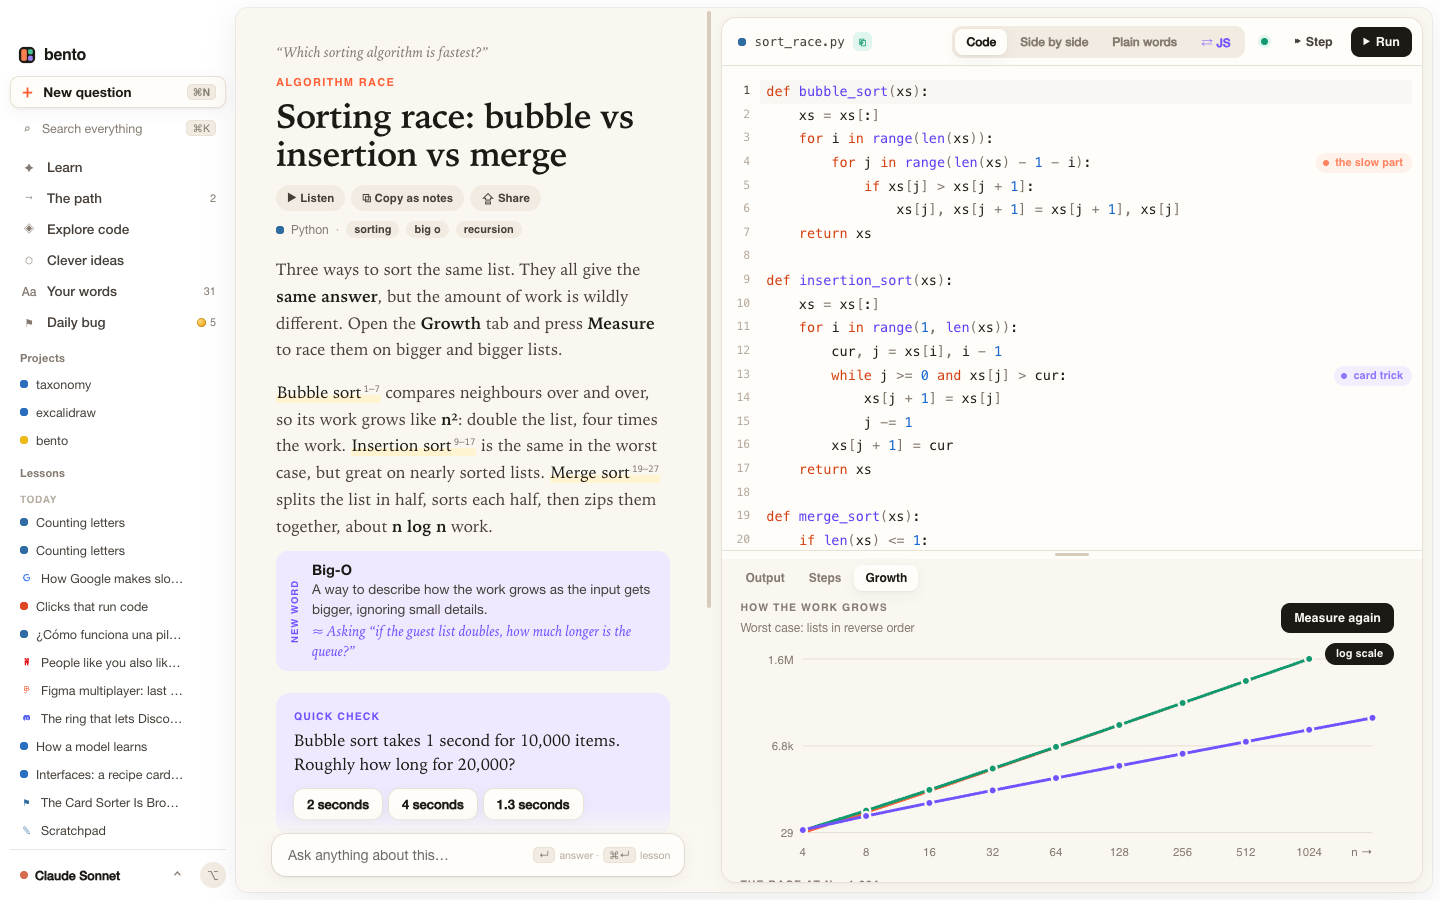 bento
New question ⌘N
Search everything ⌘K
Learn
The path 2
Explore code
Clever ideas
Aa Your words 31
Daily bug 5
Projects
taxonomy
excalidraw
bento
Lessons
TODAY
Counting letters
Counting letters
G How Google makes slo…
Clicks that run code
¿Cómo funciona una pil…
People like you also lik…
Figma multiplayer: last …
The ring that lets Disco…
How a model learns
Interfaces: a recipe card…
The Card Sorter Is Bro…
Scratchpad
Claude Sonnet
“Which sorting algorithm is fastest?”
ALGORITHM RACE
Sorting race: bubble vs
insertion vs merge
Listen Copy as notes Share
Python · sorting big o recursion
Three ways to sort the same list. They all give the
same answer, but the amount of work is wildly
different. Open the Growth tab and press Measure
to race them on bigger and bigger lists.
Bubble sort 1–7 compares neighbours over and over,
so its work grows like n²: double the list, four times
the work. Insertion sort 9–17 is the same in the worst
case, but great on nearly sorted lists. Merge sort 19–27
splits the list in half, sorts each half, then zips them
together, about n log n work.
NEW WORD
Big-O
A way to describe how the work grows as the input gets
bigger, ignoring small details.
≈ Asking “if the guest list doubles, how much longer is the
queue?”
QUICK CHECK
Bubble sort takes 1 second for 10,000 items.
Roughly how long for 20,000?
2 seconds 4 seconds 1.3 seconds
Ask anything about this… ↵ answer · ⌘↵ lesson
sort_race.py Code Side by side Plain words ⇄ JS Step Run
1 def bubble_sort(xs):
2 xs = xs[:]
3 for i in range(len(xs)):
4 for j in range(len(xs) − 1 − i): the slow part
5 if xs[j] > xs[j + 1]:
6 xs[j], xs[j + 1] = xs[j + 1], xs[j]
7 return xs
8
9 def insertion_sort(xs):
10 xs = xs[:]
11 for i in range(1, len(xs)):
12 cur, j = xs[i], i − 1
13 while j >= 0 and xs[j] > cur: card trick
14 xs[j + 1] = xs[j]
15 j −= 1
16 xs[j + 1] = cur
17 return xs
18
19 def merge_sort(xs):
20 if len(xs) <= 1:
Output Steps Growth
HOW THE WORK GROWS
Worst case: lists in reverse order
Measure again
log scale
1.6M
6.8k
29
4 8 16 32 64 128 256 512 1024 n →